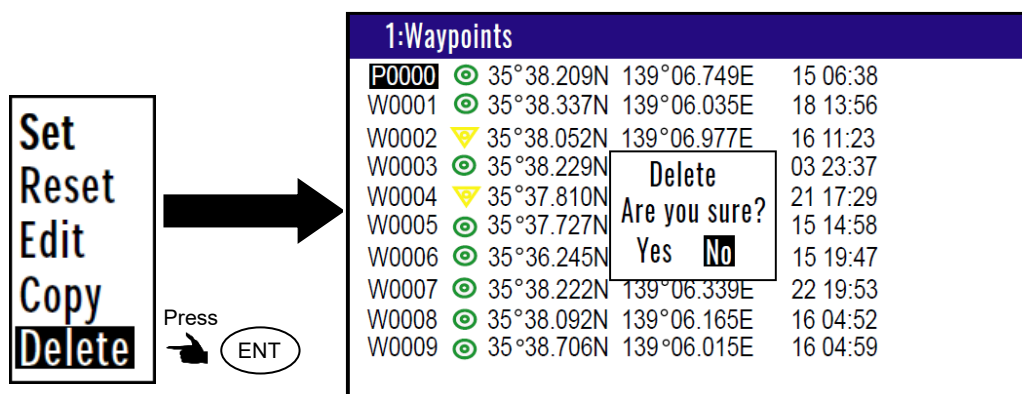 Set
Reset
Edit
Copy
Delete
Press
ENT
1:Waypoints
P0000 35°38.209N 139°06.749E 15 06:38
W0001 35°38.337N 139°06.035E 18 13:56
W0002 35°38.052N 139°06.977E 16 11:23
W0003 35°38.229N 03 23:37
W0004 35°37.810N 21 17:29
W0005 35°37.727N 15 14:58
W0006 35°36.245N 15 19:47
W0007 35°38.222N 139°06.339E 22 19:53
W0008 35°38.092N 139°06.165E 16 04:52
W0009 35°38.706N 139°06.015E 16 04:59
Delete
Are you sure?
Yes No